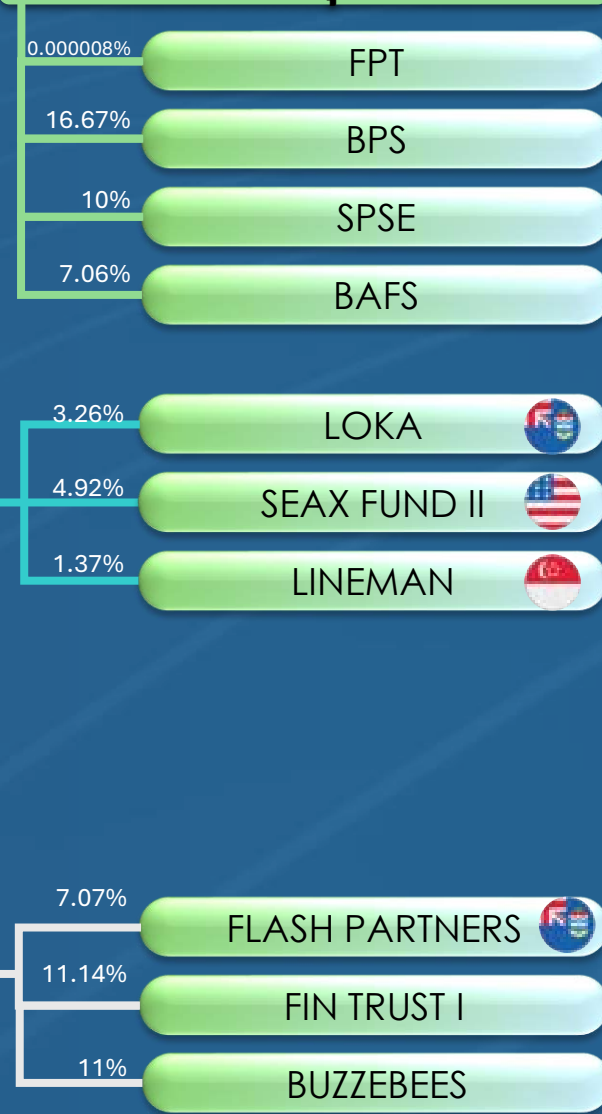 0.000008%
FPT
16.67%
BPS
10%
SPSE
7.06%
BAFS
3.26%
LOKA
4.92%
SEAX FUND II
1.37%
LINEMAN
7.07%
FLASH PARTNERS
11.14%
FIN TRUST I
11%
BUZZEBEES